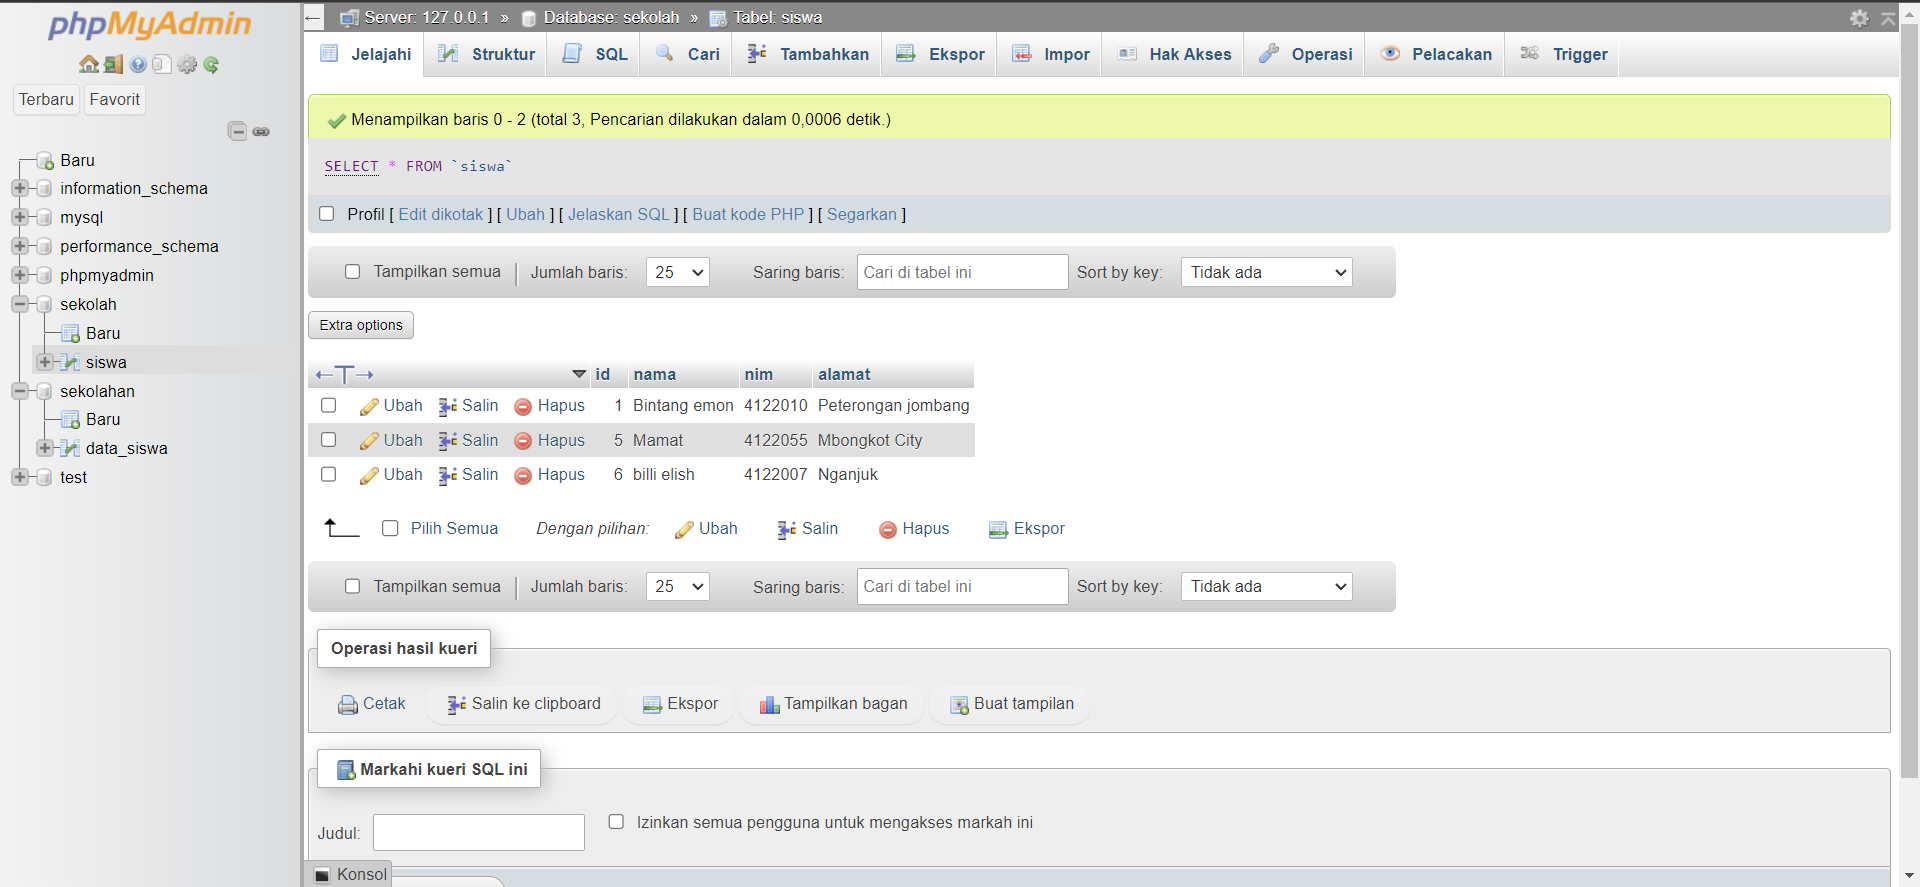 phpMyAdmin
Terbaru Favorit
Baru
information_schema
mysql
performance_schema
phpmyadmin
sekolah
Baru
siswa
sekolahan
Baru
data_siswa
test
Server: 127.0.0.1 » Database: sekolah » Tabel: siswa
Jelajahi Struktur SQL Cari Tambahkan Ekspor Impor Hak Akses Operasi Pelacakan Trigger
Menampilkan baris 0 - 2 (total 3, Pencarian dilakukan dalam 0,0006 detik.)
SELECT * FROM `siswa`
Profil [ Edit dikotak ] [ Ubah ] [ Jelaskan SQL ] [ Buat kode PHP ] [ Segarkan ]
Tampilkan semua | Jumlah baris: 25 Saring baris: Cari di tabel ini Sort by key: Tidak ada
Extra options
←T→ id nama nim alamat
Ubah Salin Hapus 1 Bintang emon 4122010 Peterongan jombang
Ubah Salin Hapus 5 Mamat 4122055 Mbongkot City
Ubah Salin Hapus 6 billi elish 4122007 Nganjuk
Pilih Semua Dengan pilihan: Ubah Salin Hapus Ekspor
Tampilkan semua | Jumlah baris: 25 Saring baris: Cari di tabel ini Sort by key: Tidak ada
Operasi hasil kueri
Cetak Salin ke clipboard Ekspor Tampilkan bagan Buat tampilan
Markahi kueri SQL ini
Judul: Izinkan semua pengguna untuk mengakses markah ini
Konsol